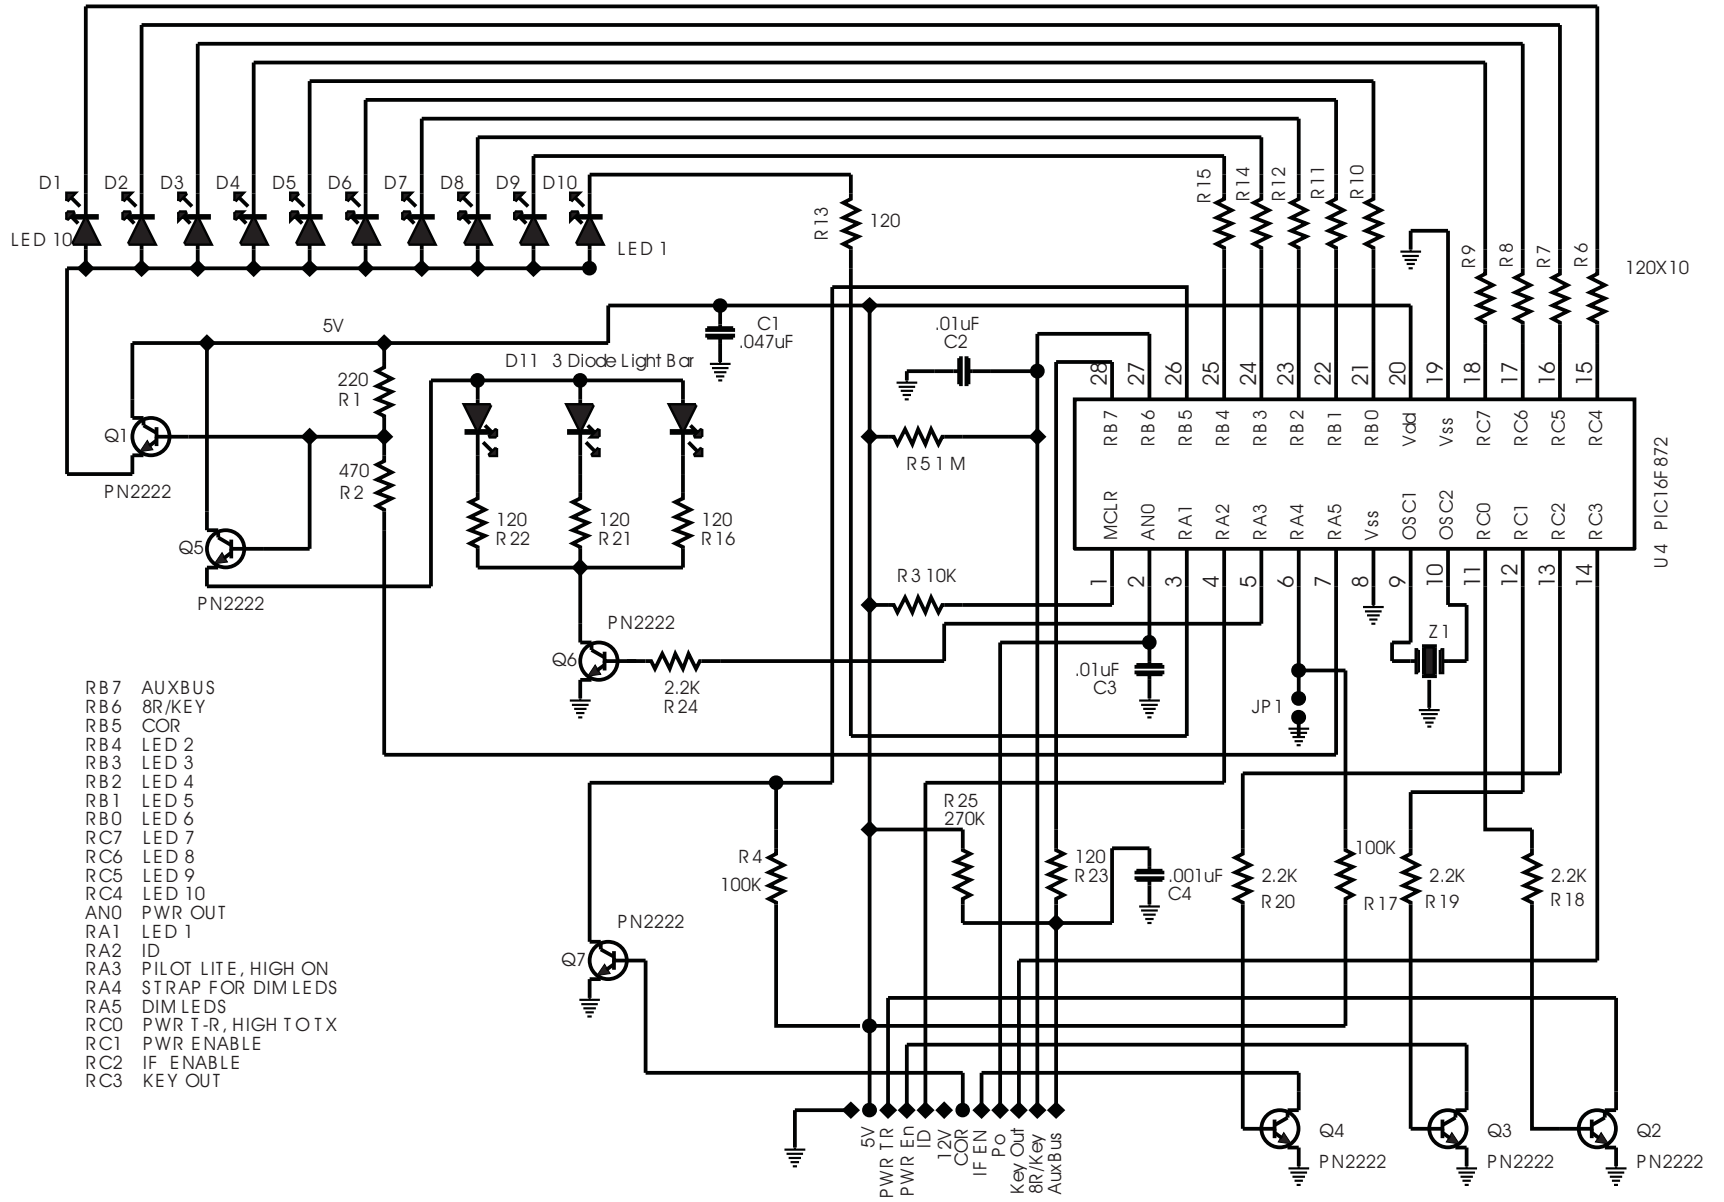 D1 D2 D3 D4 D5 D6 D7 D8 D9 D10
LED 10
LED 1
R13
120
R15
R14
R12
R11
R10
R9
R8
R7
R6
120X10
5V
C1
.047uF
.01uF
C2
D11 3 Diode Light Bar
220
R1
Q1
470
R2
PN2222
Q5
PN2222
120
R22
120
R21
120
R16
R5 1M
R3 10K
28 27 26 25 24 23 22 21 20 19 18 17 16 15
RB7 RB6 RB5 RB4 RB3 RB2 RB1 RB0 Vdd Vss RC7 RC6 RC5 RC4
MCLR AN0 RA1 RA2 RA3 RA4 RA5 Vss OSC1 OSC2 RC0 RC1 RC2 RC3
1 2 3 4 5 6 7 8 9 10 11 12 13 14
U4 PIC16F872
PN2222
Q6
2.2K
R24
.01uF
C3
JP1
Z1
RB7 AUXBUS
RB6 8R/KEY
RB5 COR
RB4 LED 2
RB3 LED 3
RB2 LED 4
RB1 LED 5
RB0 LED 6
RC7 LED 7
RC6 LED 8
RC5 LED 9
RC4 LED 10
AN0 PWR OUT
RA1 LED 1
RA2 ID
RA3 PILOT LITE, HIGH ON
RA4 STRAP FOR DIM LEDS
RA5 DIM LEDS
RC0 PWR T-R, HIGH TO TX
RC1 PWR ENABLE
RC2 IF ENABLE
RC3 KEY OUT
R4
100K
R25
270K
120
R23
.001uF
C4
2.2K
R20
100K
R17
2.2K
R19
2.2K
R18
PN2222
Q7
5V
PWR TR
PWR En
ID
12V
COR
IF EN
Po
Key Out
8R/Key
AuxBus
Q4
PN2222
Q3
PN2222
Q2
PN2222